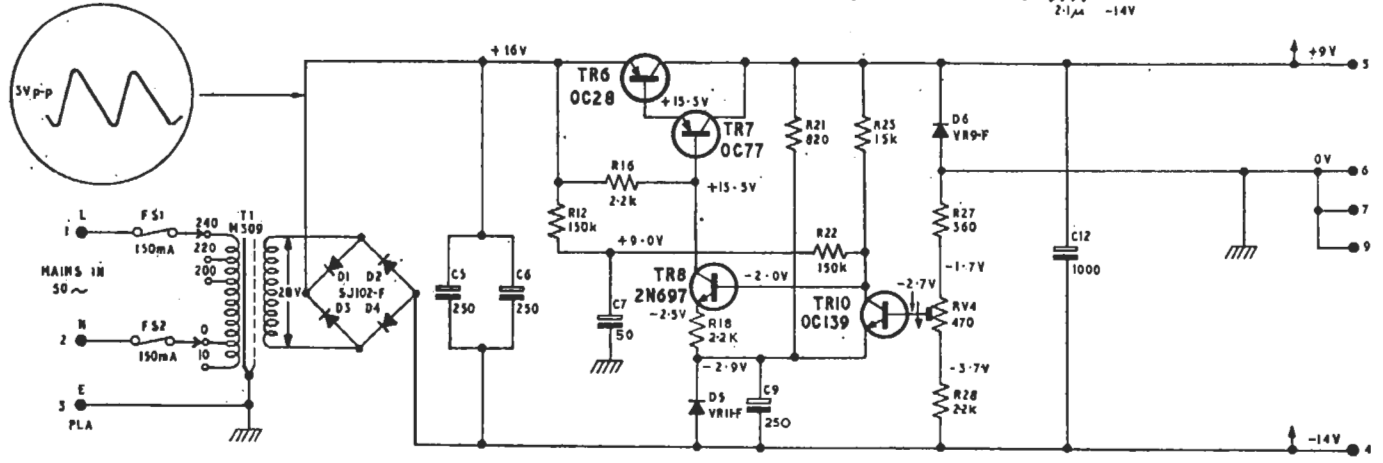 2·1μ -14V
3V p-p
+16V
TR6
OC28
+15·5V
TR7
OC77
+15·5V
R16
2·2k
R12
150k
+9·0V
R22
150k
R21
820
R25
15k
D6
VR9-F
+9V
5
0V
6
7
9
R27
560
-1·7V
-2·7V
RV4
470
-3·7V
R28
2·2k
C12
1000
-14V
4
L
1
FS1
150mA
240
220
200
T1
M309
MAINS IN
50 ~
N
2
FS2
150mA
0
10
E
3
PLA
28V
D1
D2
SJ102-F
D3
D4
C5
250
C6
250
C7
50
TR8
2N697
-2·0V
-2·5V
R18
2·2K
-2·9V
D5
VR11-F
C9
250
TR10
OC139